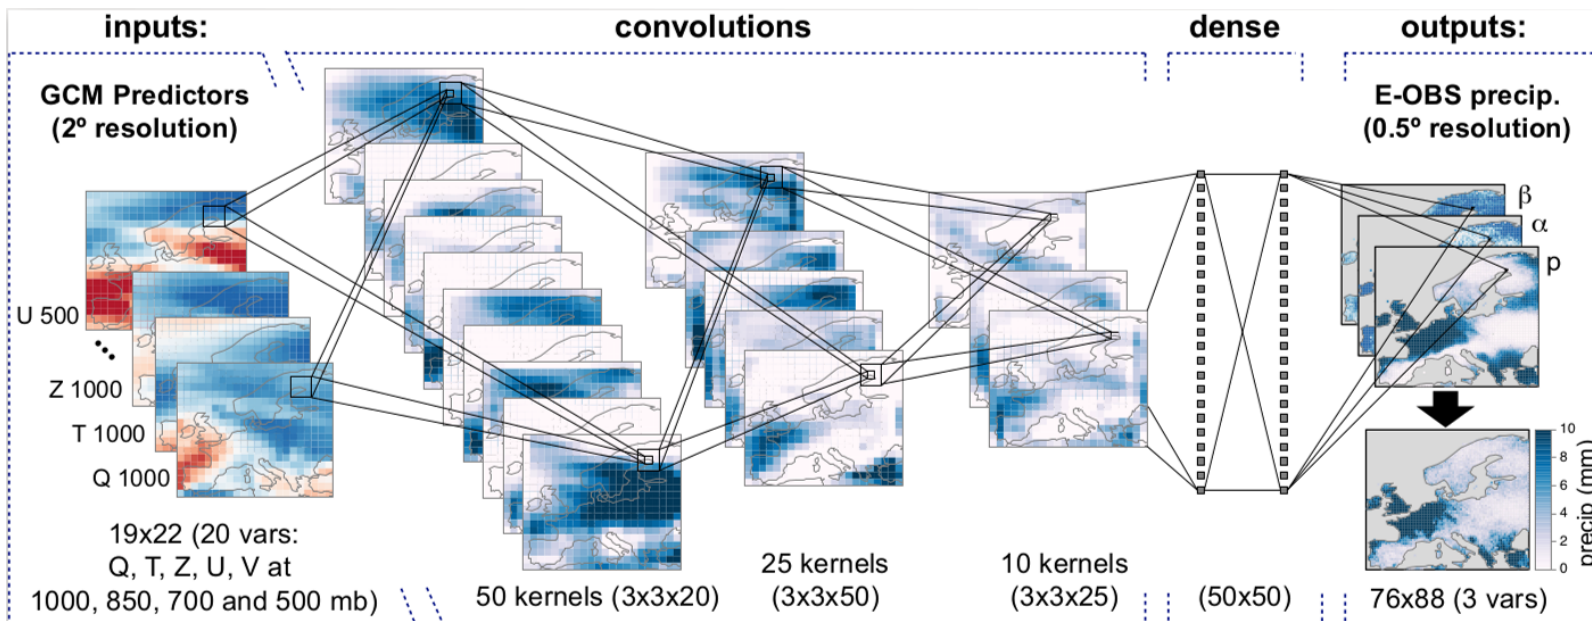 inputs:
convolutions
dense
outputs:
GCM Predictors
(2º resolution)
E-OBS precip.
(0.5º resolution)
β
α
p
U 500
Z 1000
T 1000
Q 1000
10
8
6
4
2
0
precip (mm)
19x22 (20 vars:
Q, T, Z, U, V at
1000, 850, 700 and 500 mb)
50 kernels (3x3x20)
25 kernels
(3x3x50)
10 kernels
(3x3x25)
(50x50)
76x88 (3 vars)